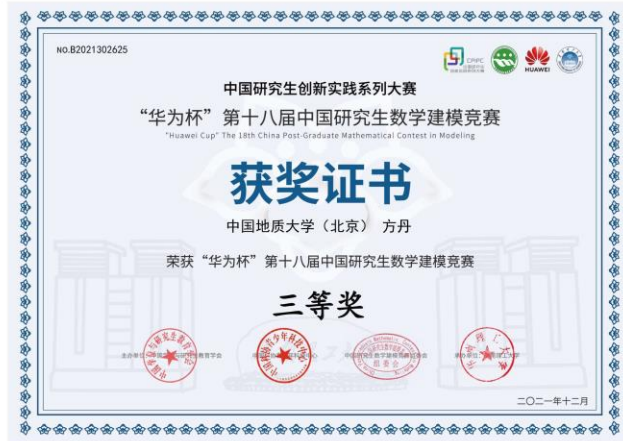 NO.B2021302625
CPIPC
HUAWEI
中国研究生创新实践系列大赛
“华为杯”第十八届中国研究生数学建模竞赛
"Huawei Cup" The 18th China Post-Graduate Mathematical Contest in Modeling
获奖证书
中国地质大学（北京） 方丹
荣获“华为杯”第十八届中国研究生数学建模竞赛
三等奖
二〇二一年十二月